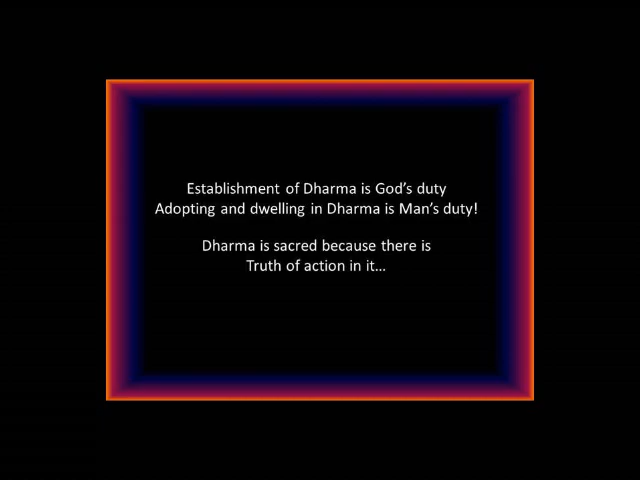 Establishment of Dharma is God’s duty
Adopting and dwelling in Dharma is Man’s duty!
Dharma is sacred because there is
Truth of action in it…